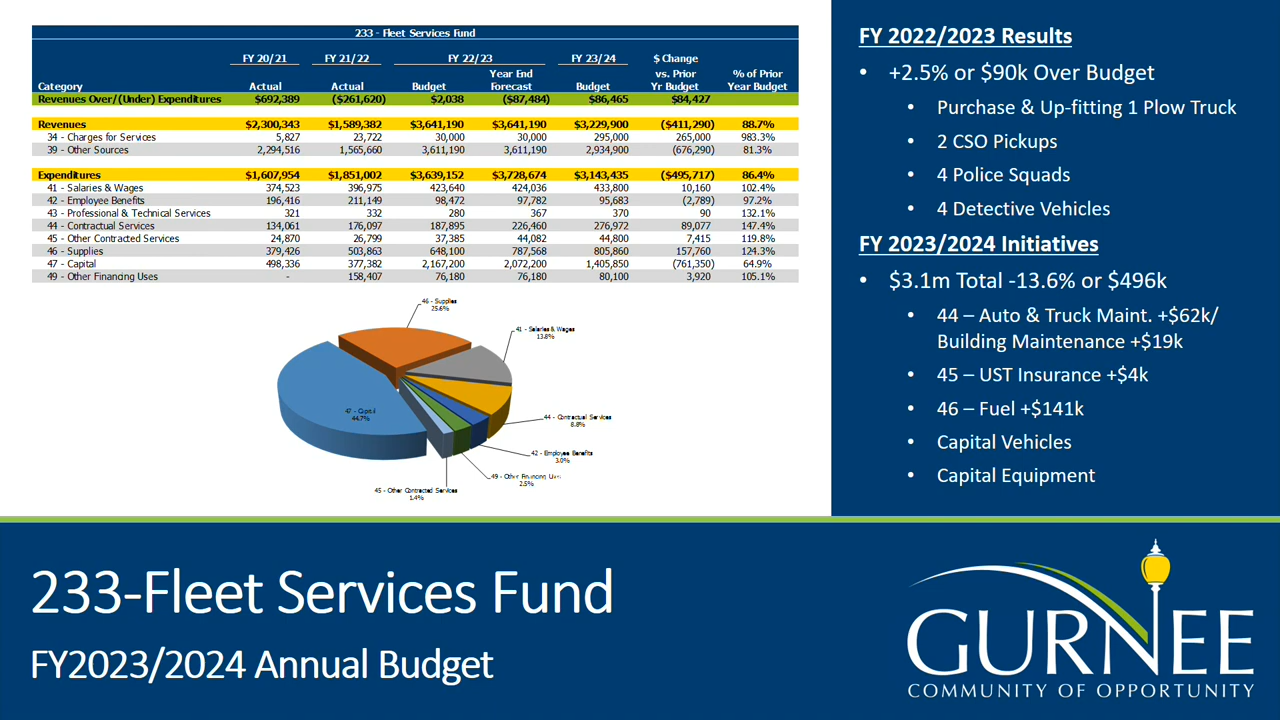 233 - Fleet Services Fund
FY 20/21 FY 21/22 FY 22/23 FY 23/24 $ Change
Year End vs. Prior % of Prior
Category Actual Actual Budget Forecast Budget Yr Budget Year Budget
Revenues Over/(Under) Expenditures $692,389 ($261,620) $2,038 ($87,484) $86,465 $84,427
Revenues $2,300,343 $1,589,382 $3,641,190 $3,641,190 $3,229,900 ($411,290) 88.7%
34 - Charges for Services 5,827 23,722 30,000 30,000 295,000 265,000 983.3%
39 - Other Sources 2,294,516 1,565,660 3,611,190 3,611,190 2,934,900 (676,290) 81.3%
Expenditures $1,607,954 $1,851,002 $3,639,152 $3,728,674 $3,143,435 ($495,717) 86.4%
41 - Salaries & Wages 374,523 396,975 423,640 424,036 433,800 10,160 102.4%
42 - Employee Benefits 196,416 211,149 98,472 97,782 95,683 (2,789) 97.2%
43 - Professional & Technical Services 321 332 280 367 370 90 132.1%
44 - Contractual Services 134,061 176,097 187,895 226,460 276,972 89,077 147.4%
45 - Other Contracted Services 24,870 26,799 37,385 44,082 44,800 7,415 119.8%
46 - Supplies 379,426 503,863 648,100 787,568 805,860 157,760 124.3%
47 - Capital 498,336 377,382 2,167,200 2,072,200 1,405,850 (761,350) 64.9%
49 - Other Financing Uses - 158,407 76,180 76,180 80,100 3,920 105.1%
46 - Supplies
25.6%
41 - Salaries & Wages
13.8%
47 - Capital
44.7%
44 - Contractual Services
8.8%
42 - Employee Benefits
3.0%
49 - Other Financing Uses
2.5%
45 - Other Contracted Services
1.4%
FY 2022/2023 Results
• +2.5% or $90k Over Budget
• Purchase & Up-fitting 1 Plow Truck
• 2 CSO Pickups
• 4 Police Squads
• 4 Detective Vehicles
FY 2023/2024 Initiatives
• $3.1m Total -13.6% or $496k
• 44 – Auto & Truck Maint. +$62k/
Building Maintenance +$19k
• 45 – UST Insurance +$4k
• 46 – Fuel +$141k
• Capital Vehicles
• Capital Equipment
233-Fleet Services Fund
FY2023/2024 Annual Budget
GURNEE
COMMUNITY OF OPPORTUNITY